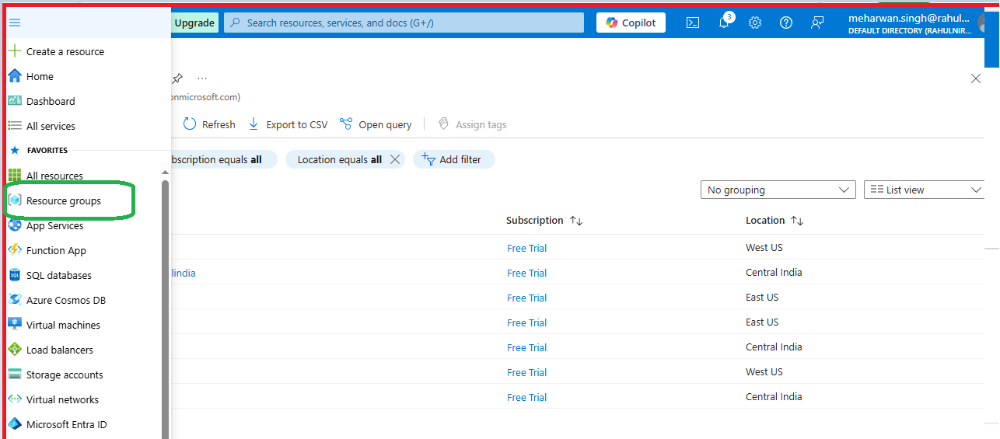 Upgrade
Search resources, services, and docs (G+/)
Copilot
3
meharwan.singh@rahul...
DEFAULT DIRECTORY (RAHULNIR...
Create a resource
Home
Dashboard
All services
FAVORITES
All resources
Resource groups
App Services
Function App
SQL databases
Azure Cosmos DB
Virtual machines
Load balancers
Storage accounts
Virtual networks
Microsoft Entra ID
...
onmicrosoft.com)
Refresh Export to CSV Open query Assign tags
bscription equals all Location equals all Add filter
No grouping List view
Subscription Location
Free Trial West US
lindia Free Trial Central India
Free Trial East US
Free Trial East US
Free Trial Central India
Free Trial West US
Free Trial Central India